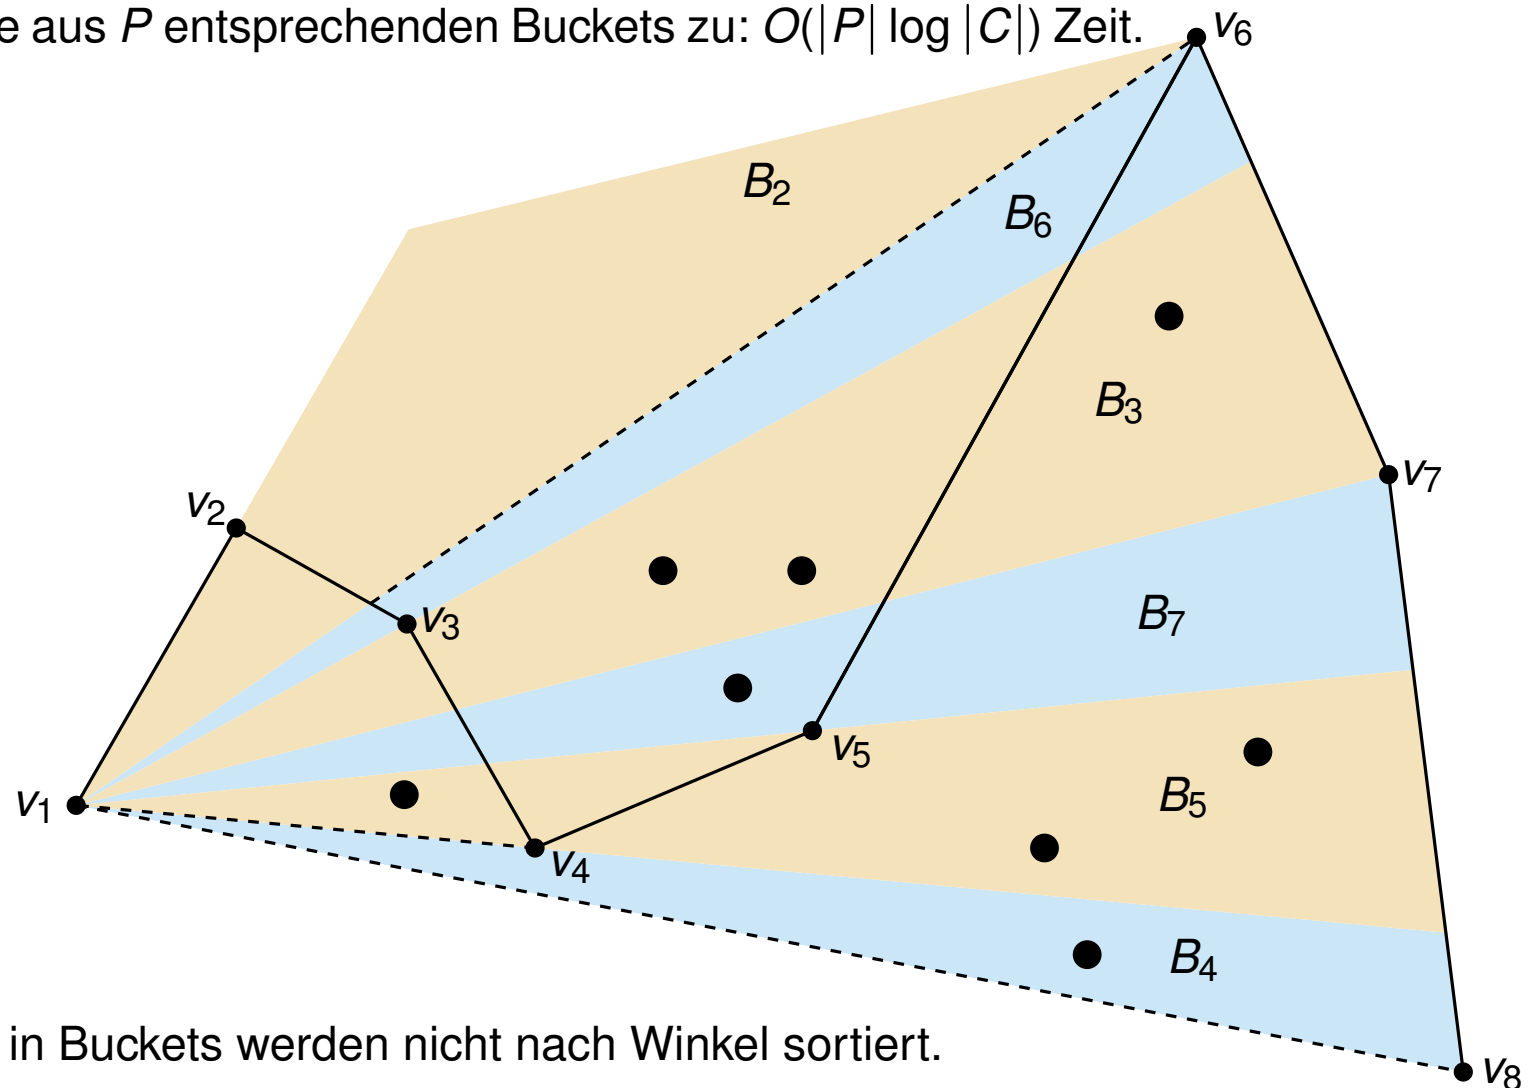 e aus P entsprechenden Buckets zu: O(|P| log |C|) Zeit.
v6
B2
B6
B3
v7
v2
B7
v3
v5
B5
v1
v4
B4
in Buckets werden nicht nach Winkel sortiert.
v8